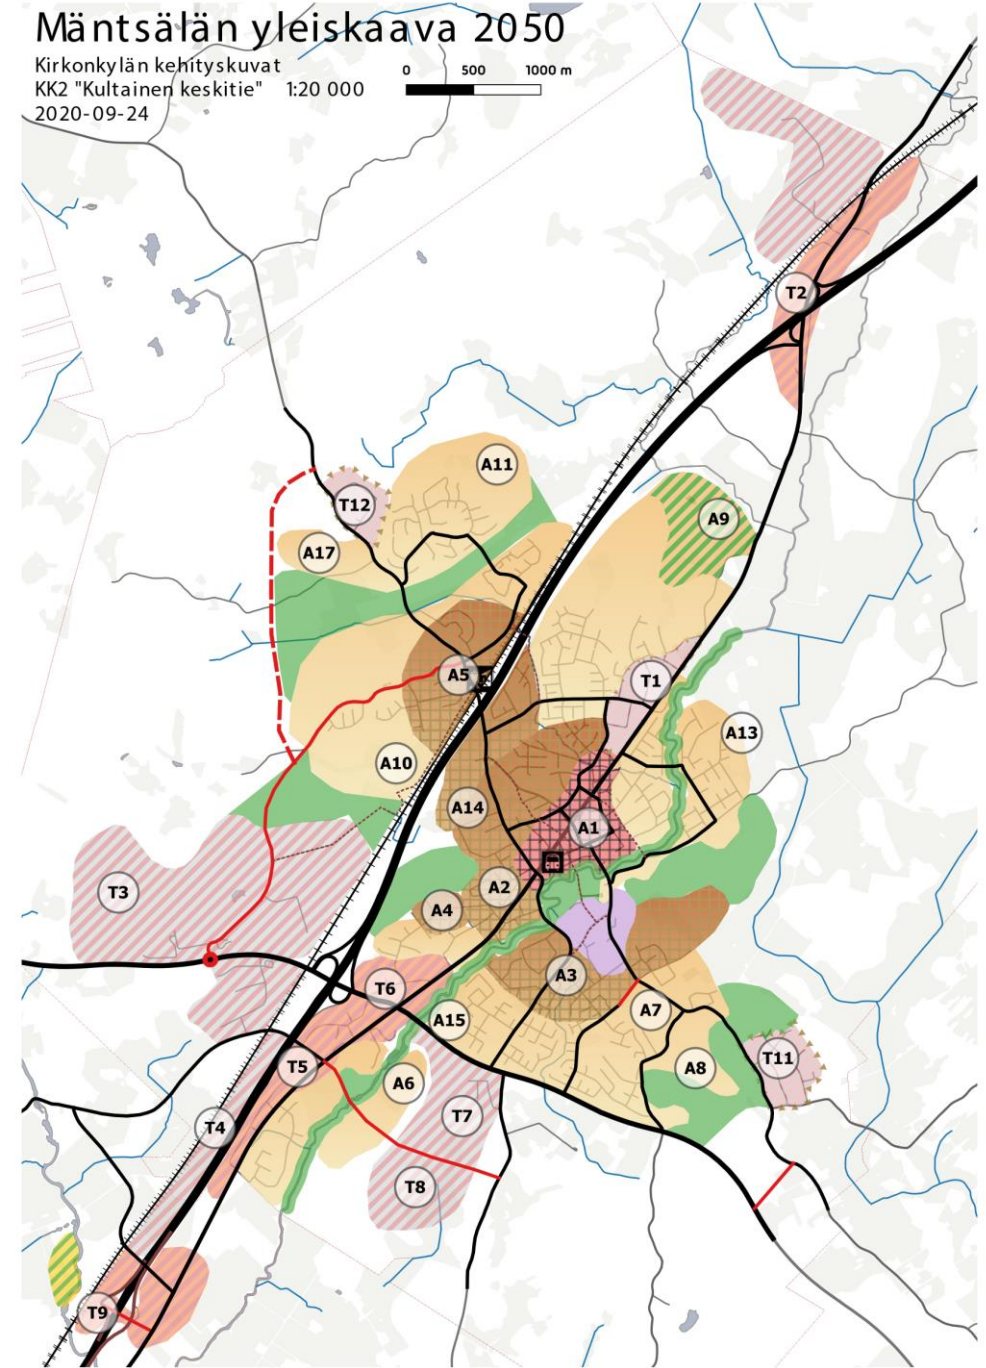 Mäntsälän yleiskaava 2050
Kirkonkylän kehityskuvat
KK2 "Kultainen keskitie" 1:20 000
2020-09-24
0 500 1000 m
T2
A11
T12
A9
A17
A5
T1
A13
A10
A14
A1
T3
A2
A4
A3
T6
A7
A15
T11
T5
A8
A6
T7
T4
T8
T9